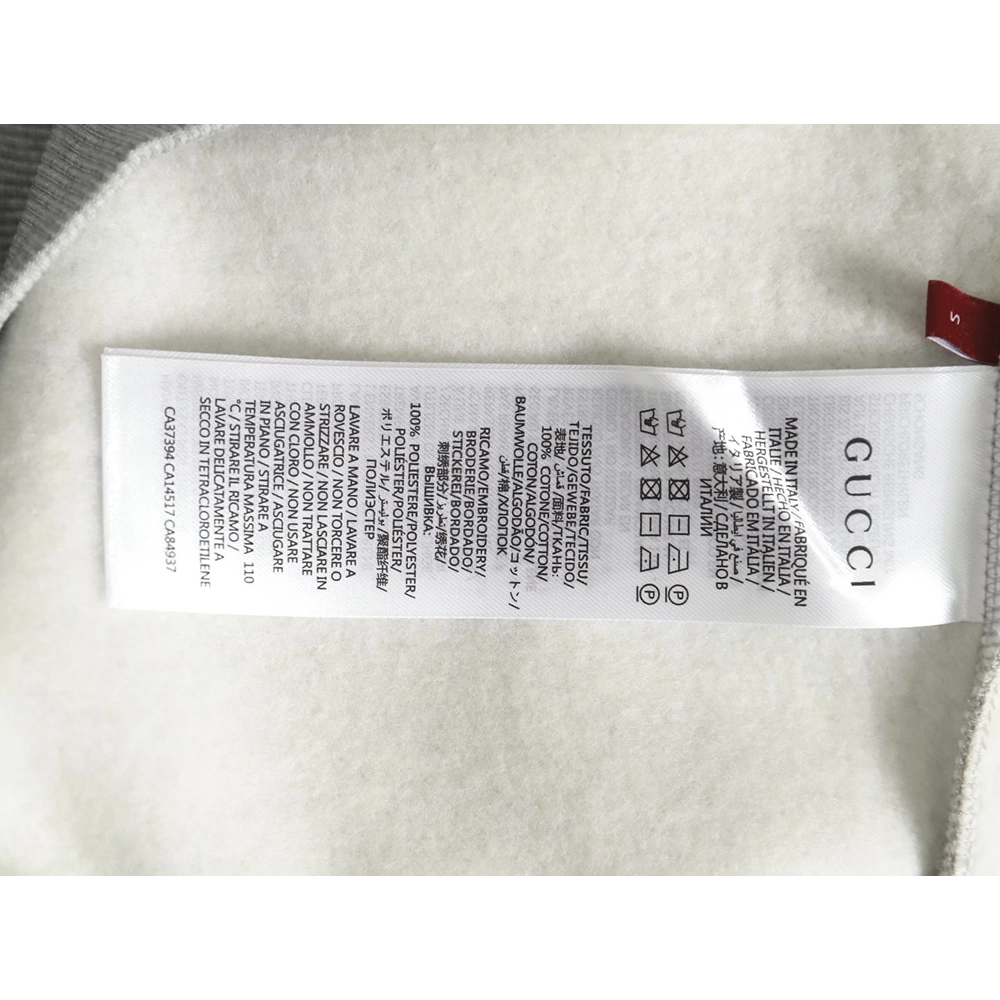 S
GUCCI
MADE IN ITALY / FABRIQUÉ EN
ITALIE / HECHO EN ITALIA /
HERGESTELLT IN ITALIEN /
FABRICADO EM ITALIA /
イタリア製 / صنع في إيطاليا /
产地: 意大利 / СДЕЛАНО В
ИТАЛИИ
P
P
TESSUTO/FABRIC/TISSU/
TEJIDO/GEWEBE/TECIDO/
表地/قماش/面料/ТКАНЬ:
100% COTONE/COTTON/
COTON/ALGODÓN/
BAUMWOLLE/ALGODÃO/コットン/
قطن/棉/ХЛОПОК
RICAMO/EMBROIDERY/
BRODERIE/BORDADO/
STICKEREI/BORDADO/
刺绣部分/تطريز/绣花/
ВЫШИВКА:
100% POLIESTERE/POLYESTER/
POLIÉSTER/POLIÉSTER/
ポリエステル/بوليستر/聚酯纤维/
ПОЛИЭСТЕР
LAVARE A MANO / LAVARE A
ROVESCIO / NON TORCERE O
STRIZZARE / NON LASCIARE IN
AMMOLLO / NON TRATTARE
CON CLORO / NON USARE
ASCIUGATRICE / ASCIUGARE
IN PIANO / STIRARE A
TEMPERATURA MASSIMA 110
°C / STIRARE IL RICAMO /
LAVARE DELICATAMENTE A
SECCO IN TETRACLOROETILENE
CA37394 CA14517 CA84937